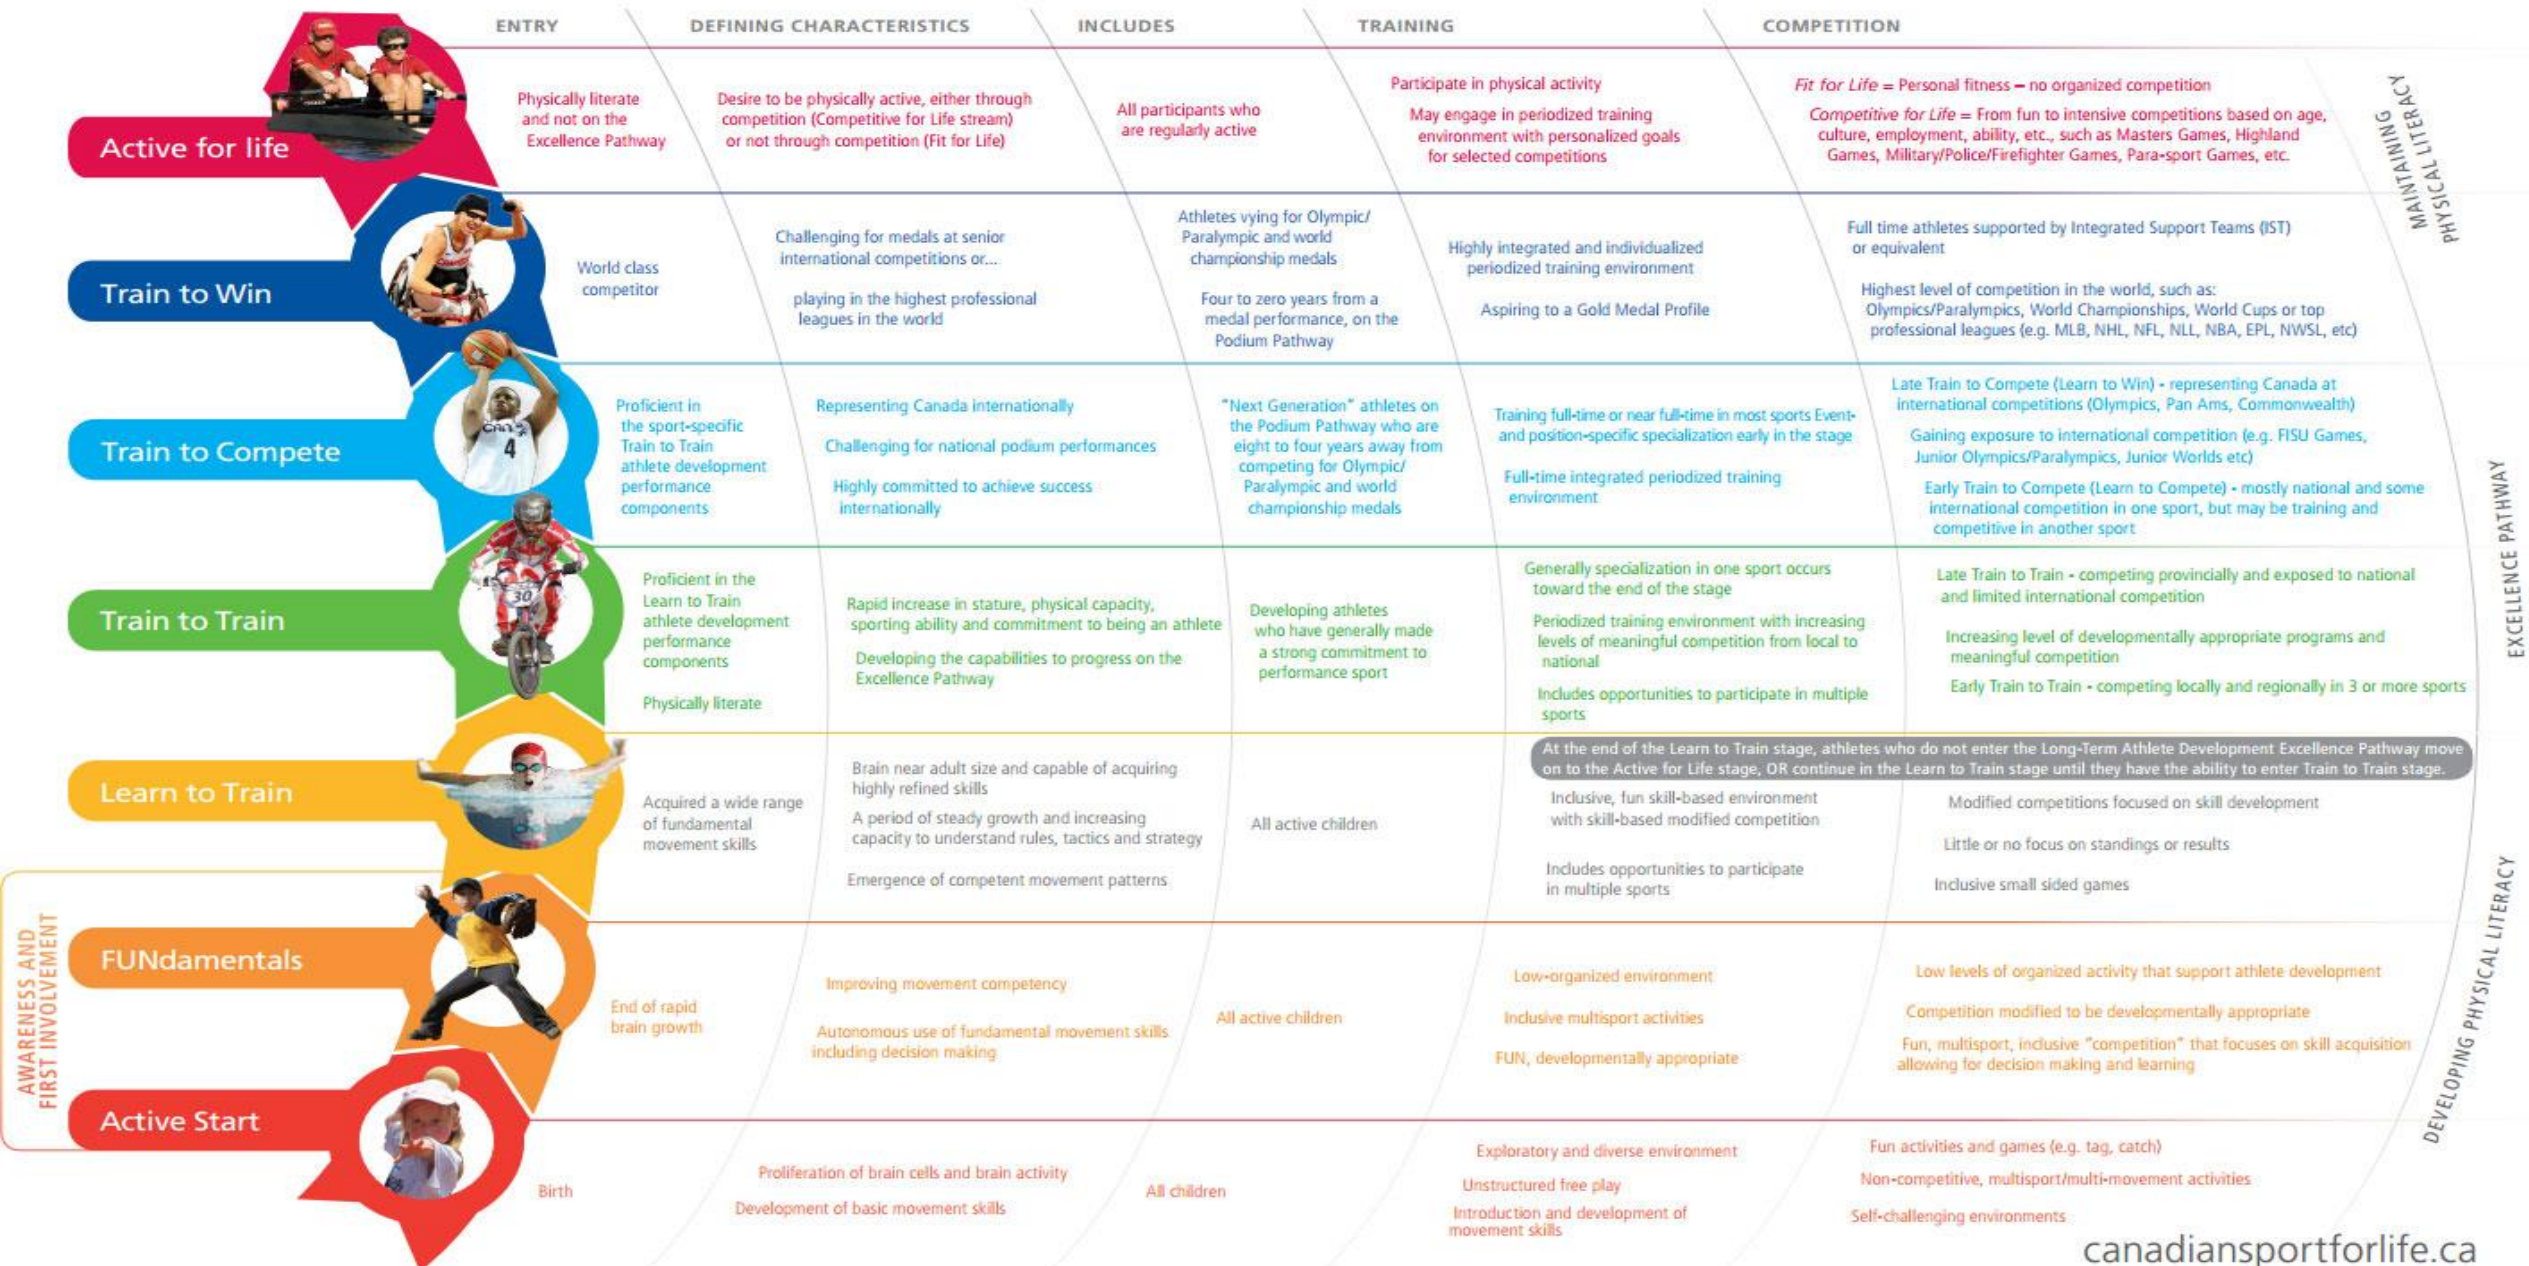 ENTRY
DEFINING CHARACTERISTICS
INCLUDES
TRAINING
COMPETITION
Active for life
Physically literate
and not on the
Excellence Pathway
Desire to be physically active, either through
competition (Competitive for Life stream)
or not through competition (Fit for Life)
All participants who
are regularly active
Participate in physical activity
May engage in periodized training
environment with personalized goals
for selected competitions
Fit for Life = Personal fitness – no organized competition
Competitive for Life = From fun to intensive competitions based on age,
culture, employment, ability, etc., such as Masters Games, Highland
Games, Military/Police/Firefighter Games, Para-sport Games, etc.
MAINTAINING
PHYSICAL LITERACY
Train to Win
World class
competitor
Challenging for medals at senior
international competitions or...
playing in the highest professional
leagues in the world
Athletes vying for Olympic/
Paralympic and world
championship medals
Four to zero years from a
medal performance, on the
Podium Pathway
Highly integrated and individualized
periodized training environment
Aspiring to a Gold Medal Profile
Full time athletes supported by Integrated Support Teams (IST)
or equivalent
Highest level of competition in the world, such as:
Olympics/Paralympics, World Championships, World Cups or top
professional leagues (e.g. MLB, NHL, NFL, NLL, NBA, EPL, NWSL, etc)
Train to Compete
CAN
4
Proficient in
the sport-specific
Train to Train
athlete development
performance
components
Representing Canada internationally
Challenging for national podium performances
Highly committed to achieve success
internationally
"Next Generation" athletes on
the Podium Pathway who are
eight to four years away from
competing for Olympic/
Paralympic and world
championship medals
Training full-time or near full-time in most sports Event-
and position-specific specialization early in the stage
Full-time integrated periodized training
environment
Late Train to Compete (Learn to Win) - representing Canada at
international competitions (Olympics, Pan Ams, Commonwealth)
Gaining exposure to international competition (e.g. FISU Games,
Junior Olympics/Paralympics, Junior Worlds etc)
Early Train to Compete (Learn to Compete) - mostly national and some
international competition in one sport, but may be training and
competitive in another sport
EXCELLENCE PATHWAY
Train to Train
30
Proficient in the
Learn to Train
athlete development
performance
components
Physically literate
Rapid increase in stature, physical capacity,
sporting ability and commitment to being an athlete
Developing the capabilities to progress on the
Excellence Pathway
Developing athletes
who have generally made
a strong commitment to
performance sport
Generally specialization in one sport occurs
toward the end of the stage
Periodized training environment with increasing
levels of meaningful competition from local to
national
Includes opportunities to participate in multiple
sports
Late Train to Train - competing provincially and exposed to national
and limited international competition
Increasing level of developmentally appropriate programs and
meaningful competition
Early Train to Train - competing locally and regionally in 3 or more sports
At the end of the Learn to Train stage, athletes who do not enter the Long-Term Athlete Development Excellence Pathway move
on to the Active for Life stage, OR continue in the Learn to Train stage until they have the ability to enter Train to Train stage.
Learn to Train
Acquired a wide range
of fundamental
movement skills
Brain near adult size and capable of acquiring
highly refined skills
A period of steady growth and increasing
capacity to understand rules, tactics and strategy
Emergence of competent movement patterns
All active children
Inclusive, fun skill-based environment
with skill-based modified competition
Includes opportunities to participate
in multiple sports
Modified competitions focused on skill development
Little or no focus on standings or results
Inclusive small sided games
DEVELOPING PHYSICAL LITERACY
AWARENESS AND
FIRST INVOLVEMENT
FUNdamentals
End of rapid
brain growth
Improving movement competency
Autonomous use of fundamental movement skills
including decision making
All active children
Low-organized environment
Inclusive multisport activities
FUN, developmentally appropriate
Low levels of organized activity that support athlete development
Competition modified to be developmentally appropriate
Fun, multisport, inclusive "competition" that focuses on skill acquisition
allowing for decision making and learning
Active Start
Birth
Proliferation of brain cells and brain activity
Development of basic movement skills
All children
Exploratory and diverse environment
Unstructured free play
Introduction and development of
movement skills
Fun activities and games (e.g. tag, catch)
Non-competitive, multisport/multi-movement activities
Self-challenging environments
canadiansportforlife.ca